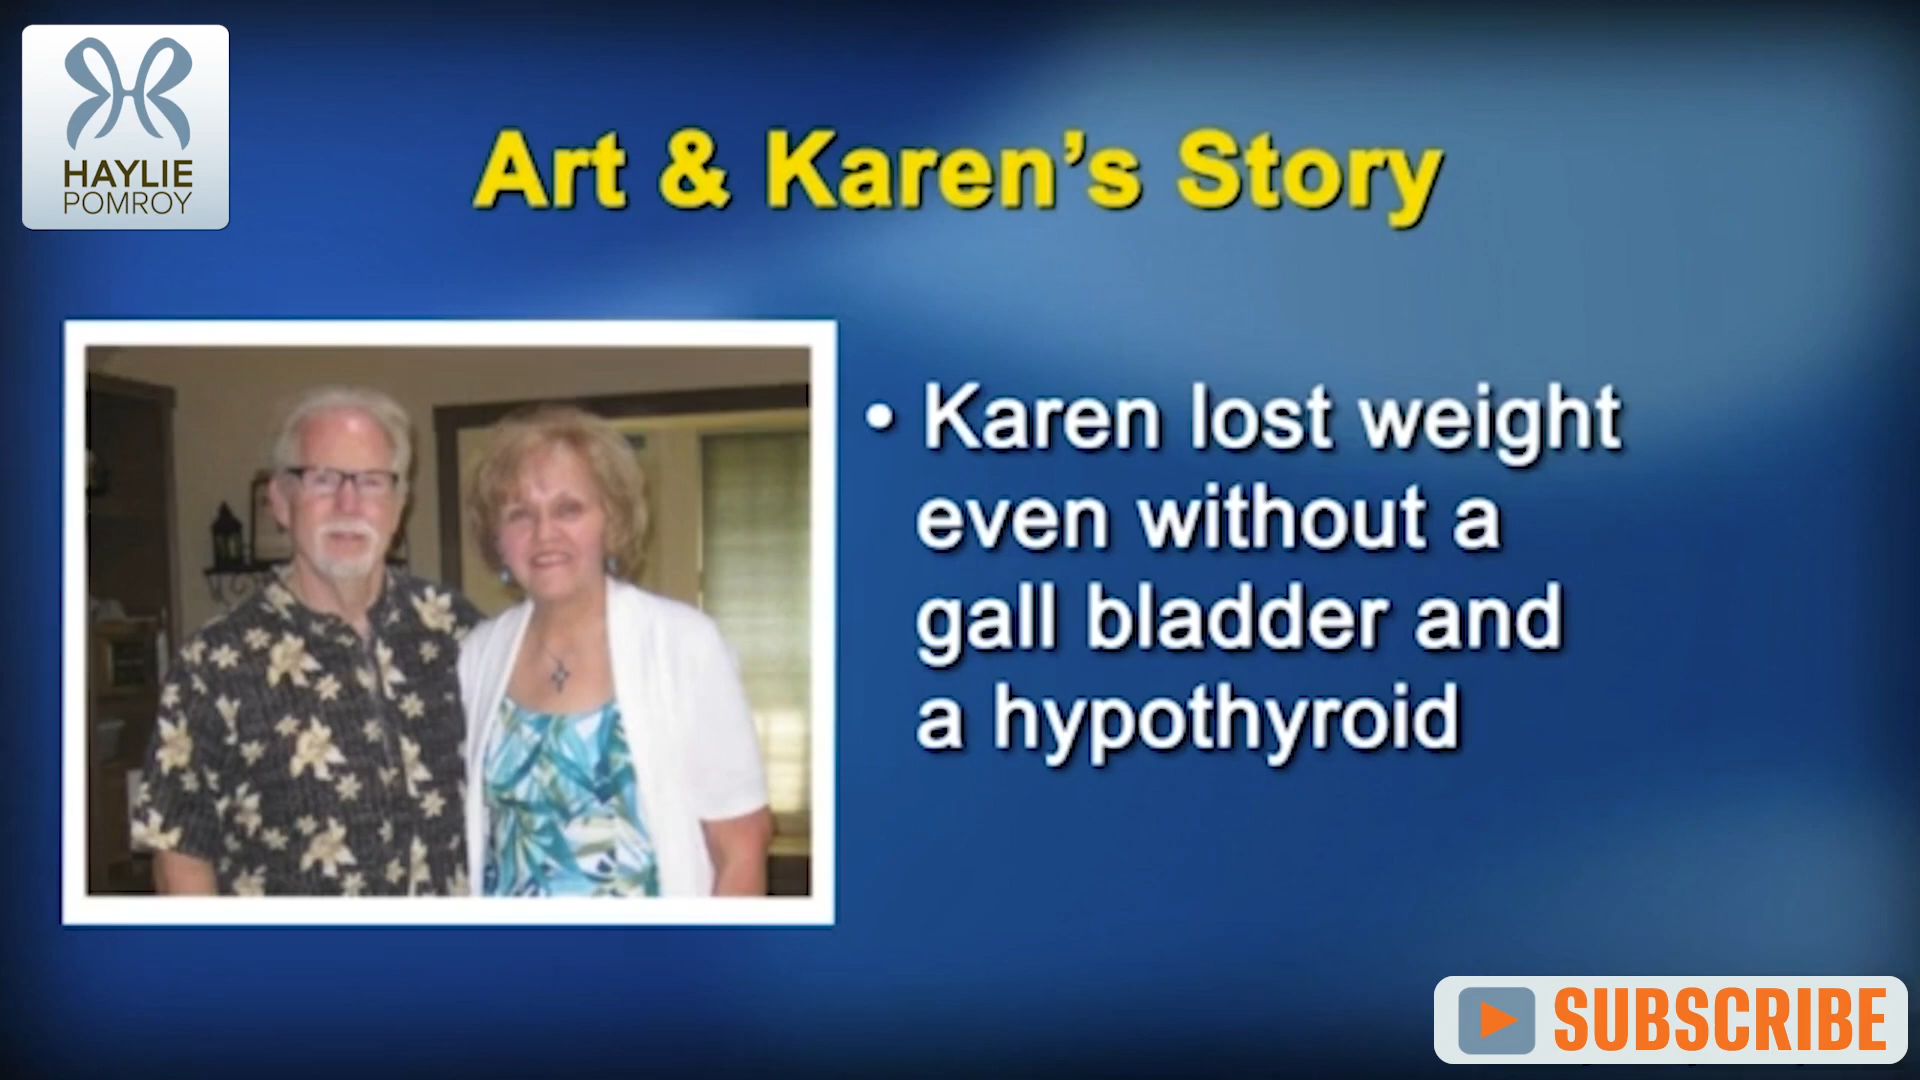 HAYLIE
POMROY
Art & Karen’s Story
• Karen lost weight
even without a
gall bladder and
a hypothyroid
SUBSCRIBE